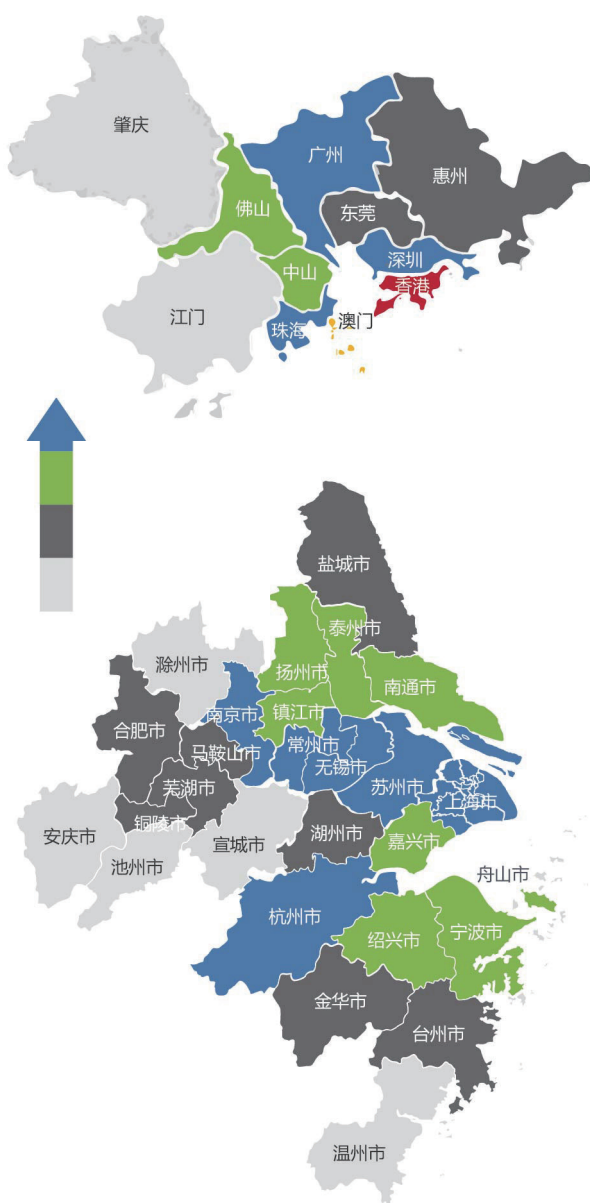 肇庆
广州
惠州
佛山
东莞
深圳
中山
香港
江门
珠海
澳门
盐城市
泰州市
滁州市
扬州市
南通市
南京市
镇江市
合肥市
常州市
马鞍山市
无锡市
芜湖市
苏州市
上海市
铜陵市
安庆市
湖州市
嘉兴市
宣城市
池州市
舟山市
杭州市
绍兴市
宁波市
金华市
台州市
温州市